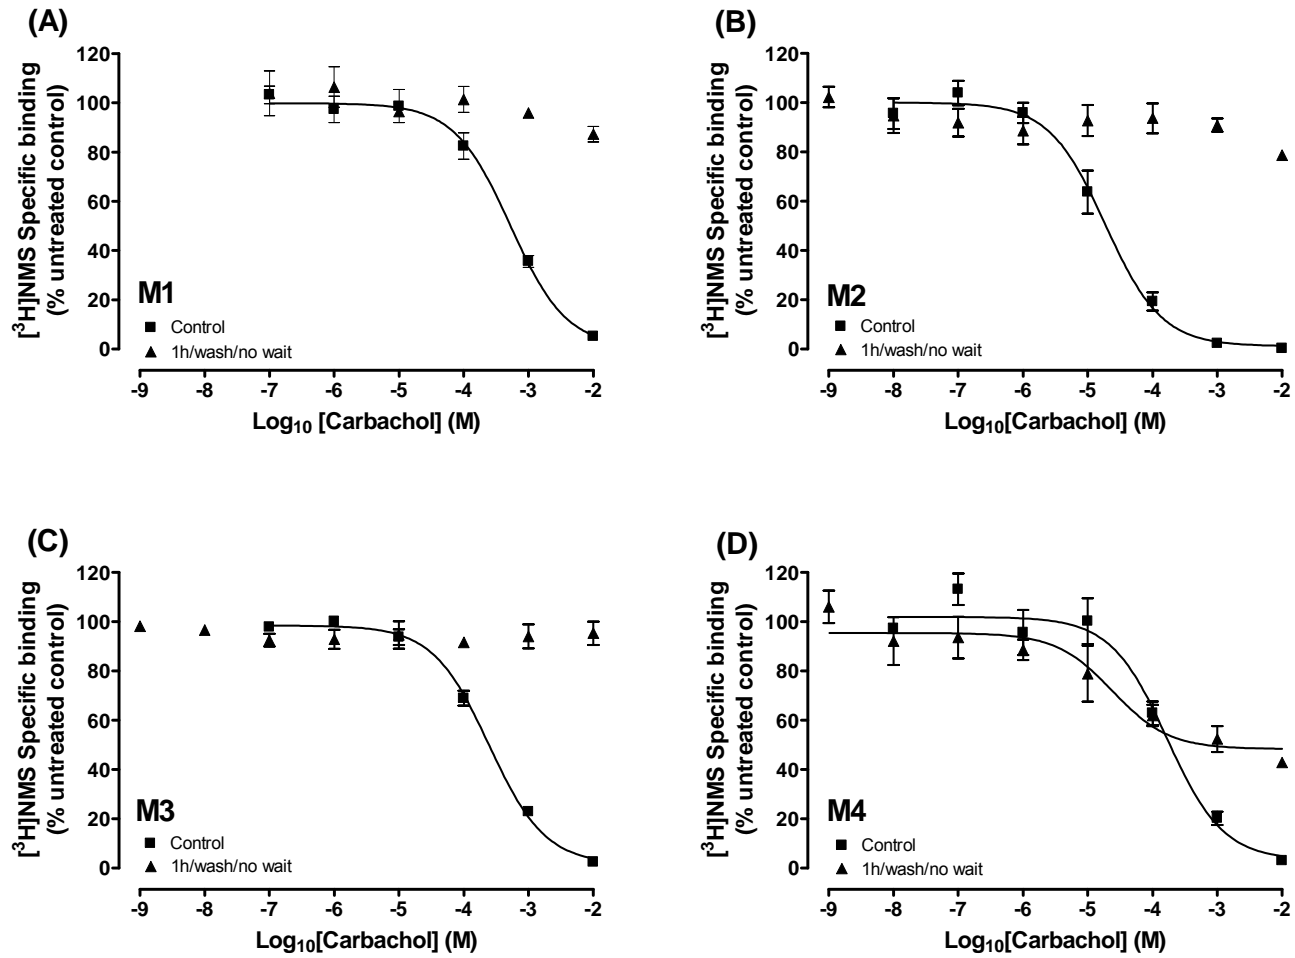 (A)
[³H]NMS Specific binding
(% untreated control)
120
100
80
60
40
20
0
M1
Control
1h/wash/no wait
-9 -8 -7 -6 -5 -4 -3 -2
Log₁₀ [Carbachol] (M)
(B)
[³H]NMS Specific binding
(% untreated control)
120
100
80
60
40
20
0
M2
Control
1h/wash/no wait
-9 -8 -7 -6 -5 -4 -3 -2
Log₁₀[Carbachol] (M)
(C)
[³H]NMS Specific binding
(% untreated control)
120
100
80
60
40
20
0
M3
Control
1h/wash/no wait
-9 -8 -7 -6 -5 -4 -3 -2
Log₁₀[Carbachol] (M)
(D)
[³H]NMS Specific binding
(% untreated control)
120
100
80
60
40
20
0
M4
Control
1h/wash/no wait
-9 -8 -7 -6 -5 -4 -3 -2
Log₁₀[Carbachol] (M)